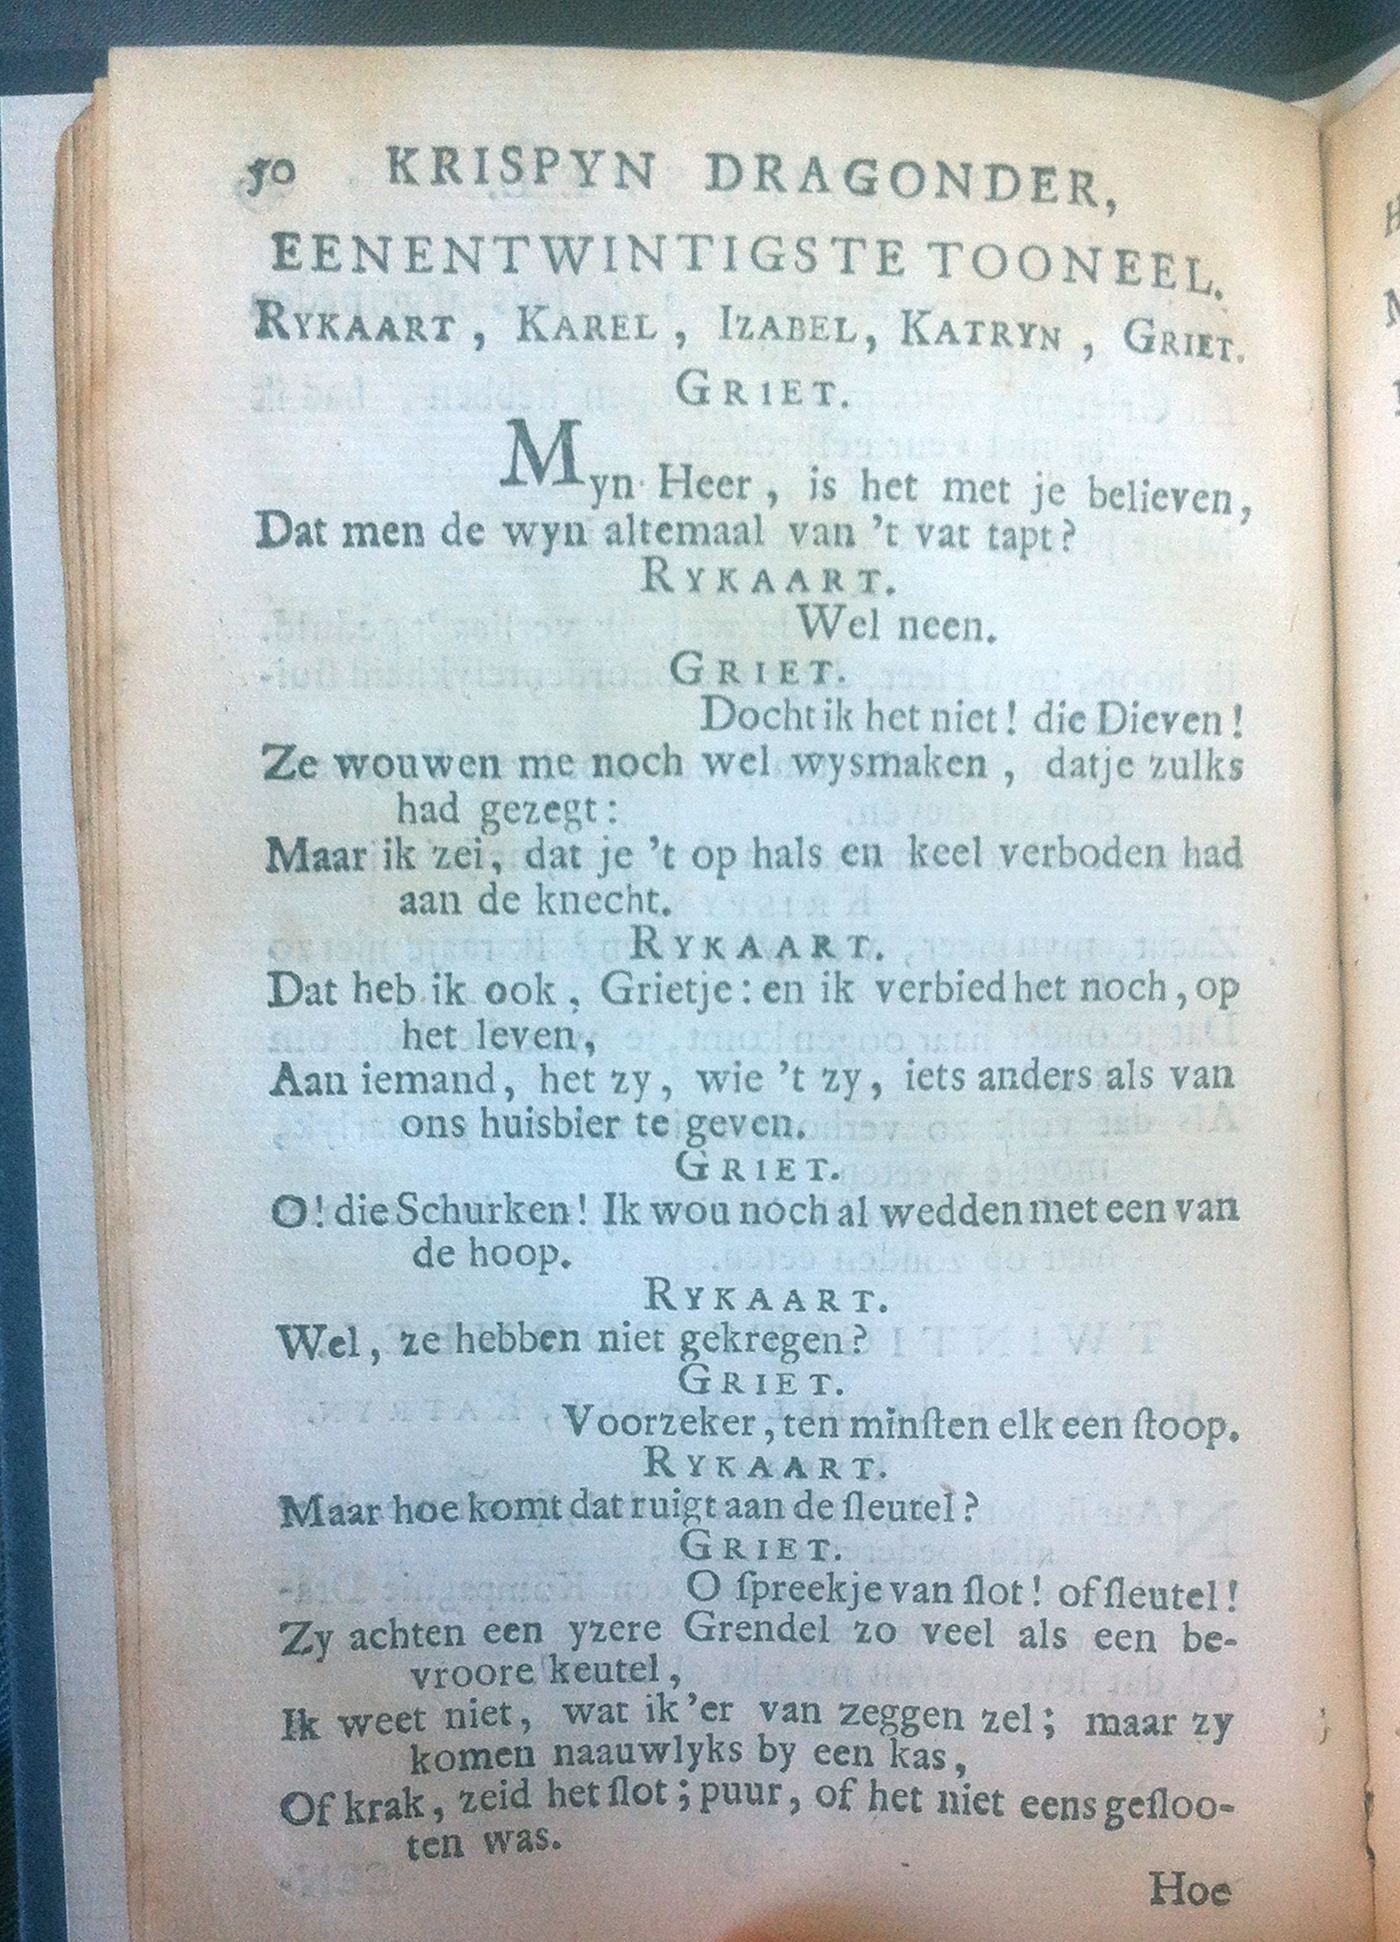 50 KRISPYN DRAGONDER,
EENENTWINTIGSTE TOONEEL.
RYKAART, KAREL, IZABEL, KATRYN, GRIET.
GRIET.
Myn Heer, is het met je believen,
Dat men de wyn altemaal van 't vat tapt?
RYKAART.
Wel neen.
GRIET.
Docht ik het niet! die Dieven!
Ze wouwen me noch wel wysmaken, datje zulks
had gezegt:
Maar ik zei, dat je 't op hals en keel verboden had
aan de knecht.
RYKAART.
Dat heb ik ook, Grietje: en ik verbied het noch, op
het leven,
Aan iemand, het zy, wie 't zy, iets anders als van
ons huisbier te geven.
GRIET.
O! die Schurken! Ik wou noch al wedden met een van
de hoop.
RYKAART.
Wel, ze hebben niet gekregen?
GRIET.
Voorzeker, ten minſten elk een ſtoop.
RYKAART.
Maar hoe komt dat ruigt aan de ſleutel?
GRIET.
O ſpreekje van ſlot! of ſleutel!
Zy achten een yzere Grendel zo veel als een be-
vroore keutel,
Ik weet niet, wat ik 'er van zeggen zel; maar zy
komen naauwlyks by een kas,
Of krak, zeid het ſlot; puur, of het niet eens geſloo-
ten was.
Hoe